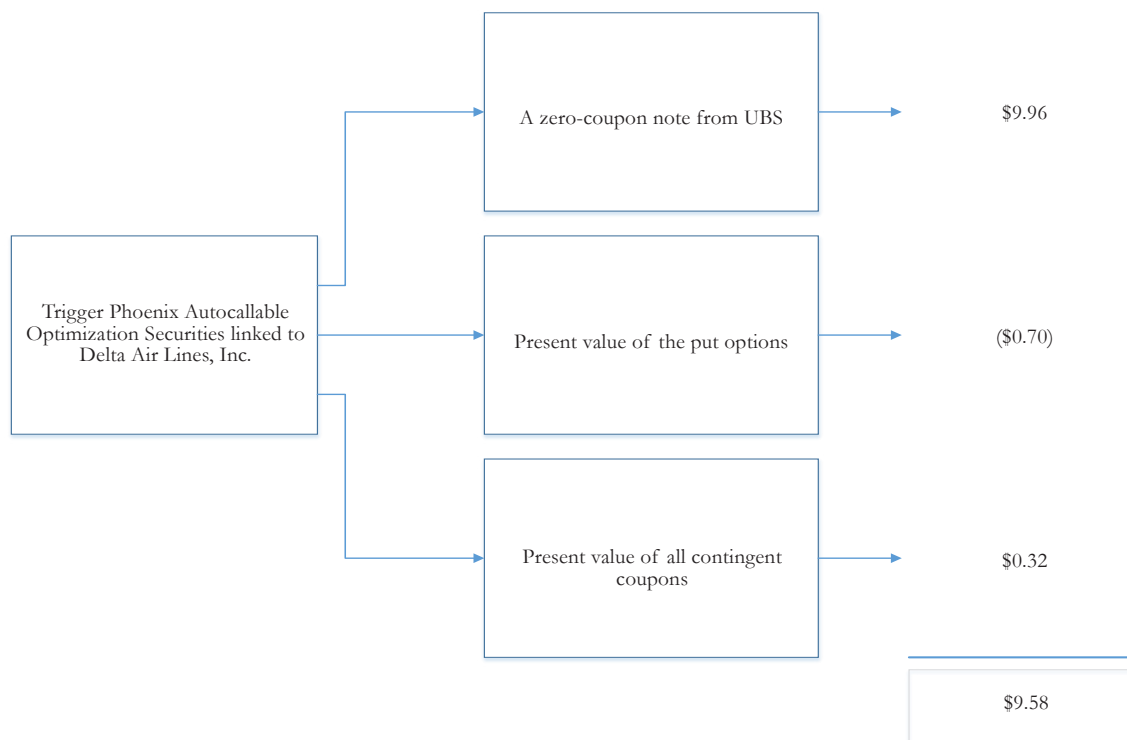 A zero-coupon note from UBS
$9.96
Trigger Phoenix Autocallable
Optimization Securities linked to
Delta Air Lines, Inc.
Present value of the put options
($0.70)
Present value of all contingent
coupons
$0.32
$9.58